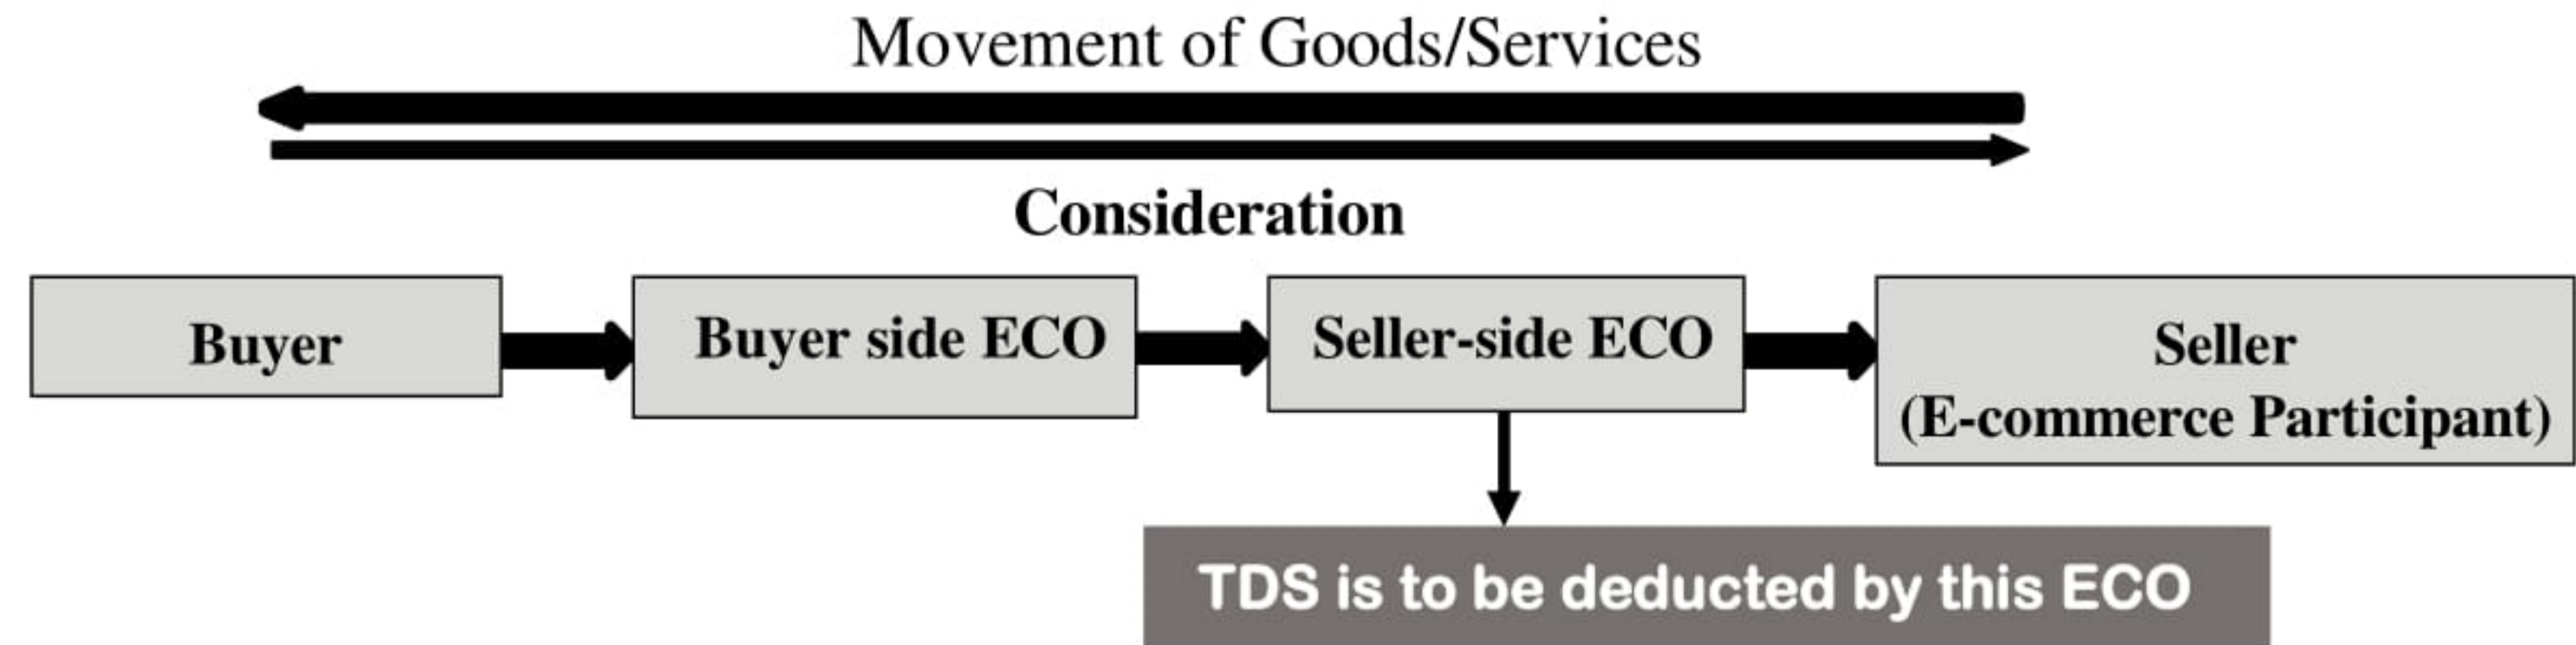 Movement of Goods/Services
Consideration
Buyer
Buyer side ECO
Seller-side ECO
Seller
(E-commerce Participant)
TDS is to be deducted by this ECO